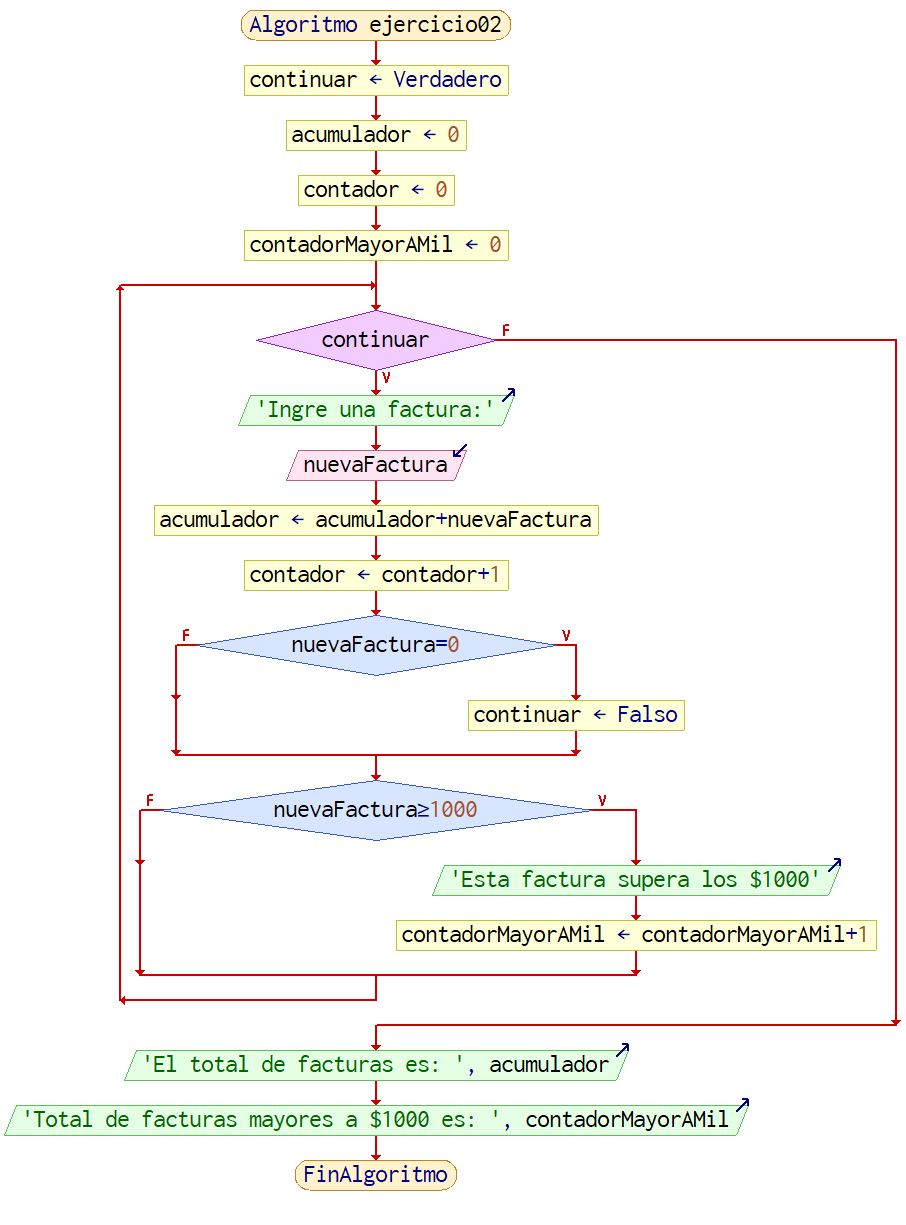 Algoritmo ejercicio02
continuar ← Verdadero
acumulador ← 0
contador ← 0
contadorMayorAMil ← 0
continuar
F
V
'Ingre una factura:'
nuevaFactura
acumulador ← acumulador+nuevaFactura
contador ← contador+1
F
nuevaFactura=0
V
continuar ← Falso
F
nuevaFactura≥1000
V
'Esta factura supera los $1000'
contadorMayorAMil ← contadorMayorAMil+1
'El total de facturas es: ', acumulador
'Total de facturas mayores a $1000 es: ', contadorMayorAMil
FinAlgoritmo